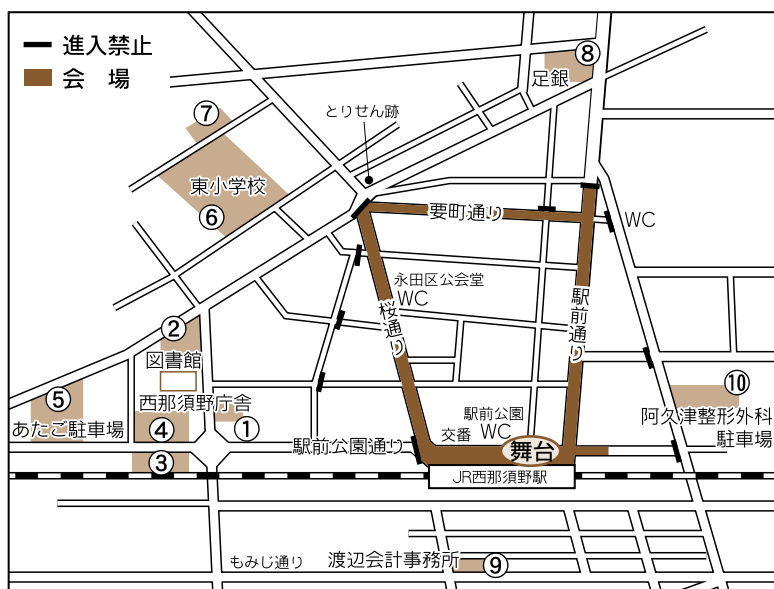 進入禁止
会 場
⑧
足銀
とりせん跡
⑦
東小学校
⑥
要町通り
WC
永田区公会堂
WC
桜通り
駅前通り
②
図書館
⑤
西那須野庁舎
あたご駐車場
④
①
③
駅前公園通り
駅前公園
交番
WC
舞台
JR西那須野駅
⑩
阿久津整形外科
駐車場
もみじ通り
渡辺会計事務所
⑨